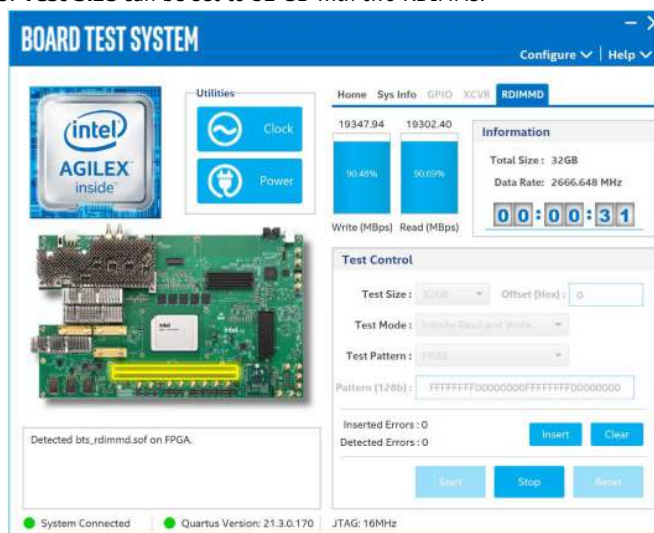 Test Size can be set to 32 GB with two RDIMMs.
BOARD TEST SYSTEM
Configure | Help
intel
AGILEX
inside
Utilities
Clock
Power
Home Sys Info GPIO XCVR RDIMMD
19347.94 19302.40
90.48% 90.69%
Write (MBps) Read (MBps)
Information
Total Size : 32GB
Data Rate: 2666.648 MHz
00:00:31
Test Control
Test Size : 32GB Offset (Hex) : 0
Test Mode : Infinite Read and Write
Test Pattern : PRBS
Pattern (128b) : FFFFFFFF00000000FFFFFFFF00000000
Inserted Errors : 0
Detected Errors : 0
Insert Clear
Start Stop Reset
intel
intel
Detected bts_rdimmd.sof on FPGA.
System Connected Quartus Version: 21.3.0.170 JTAG: 16MHz